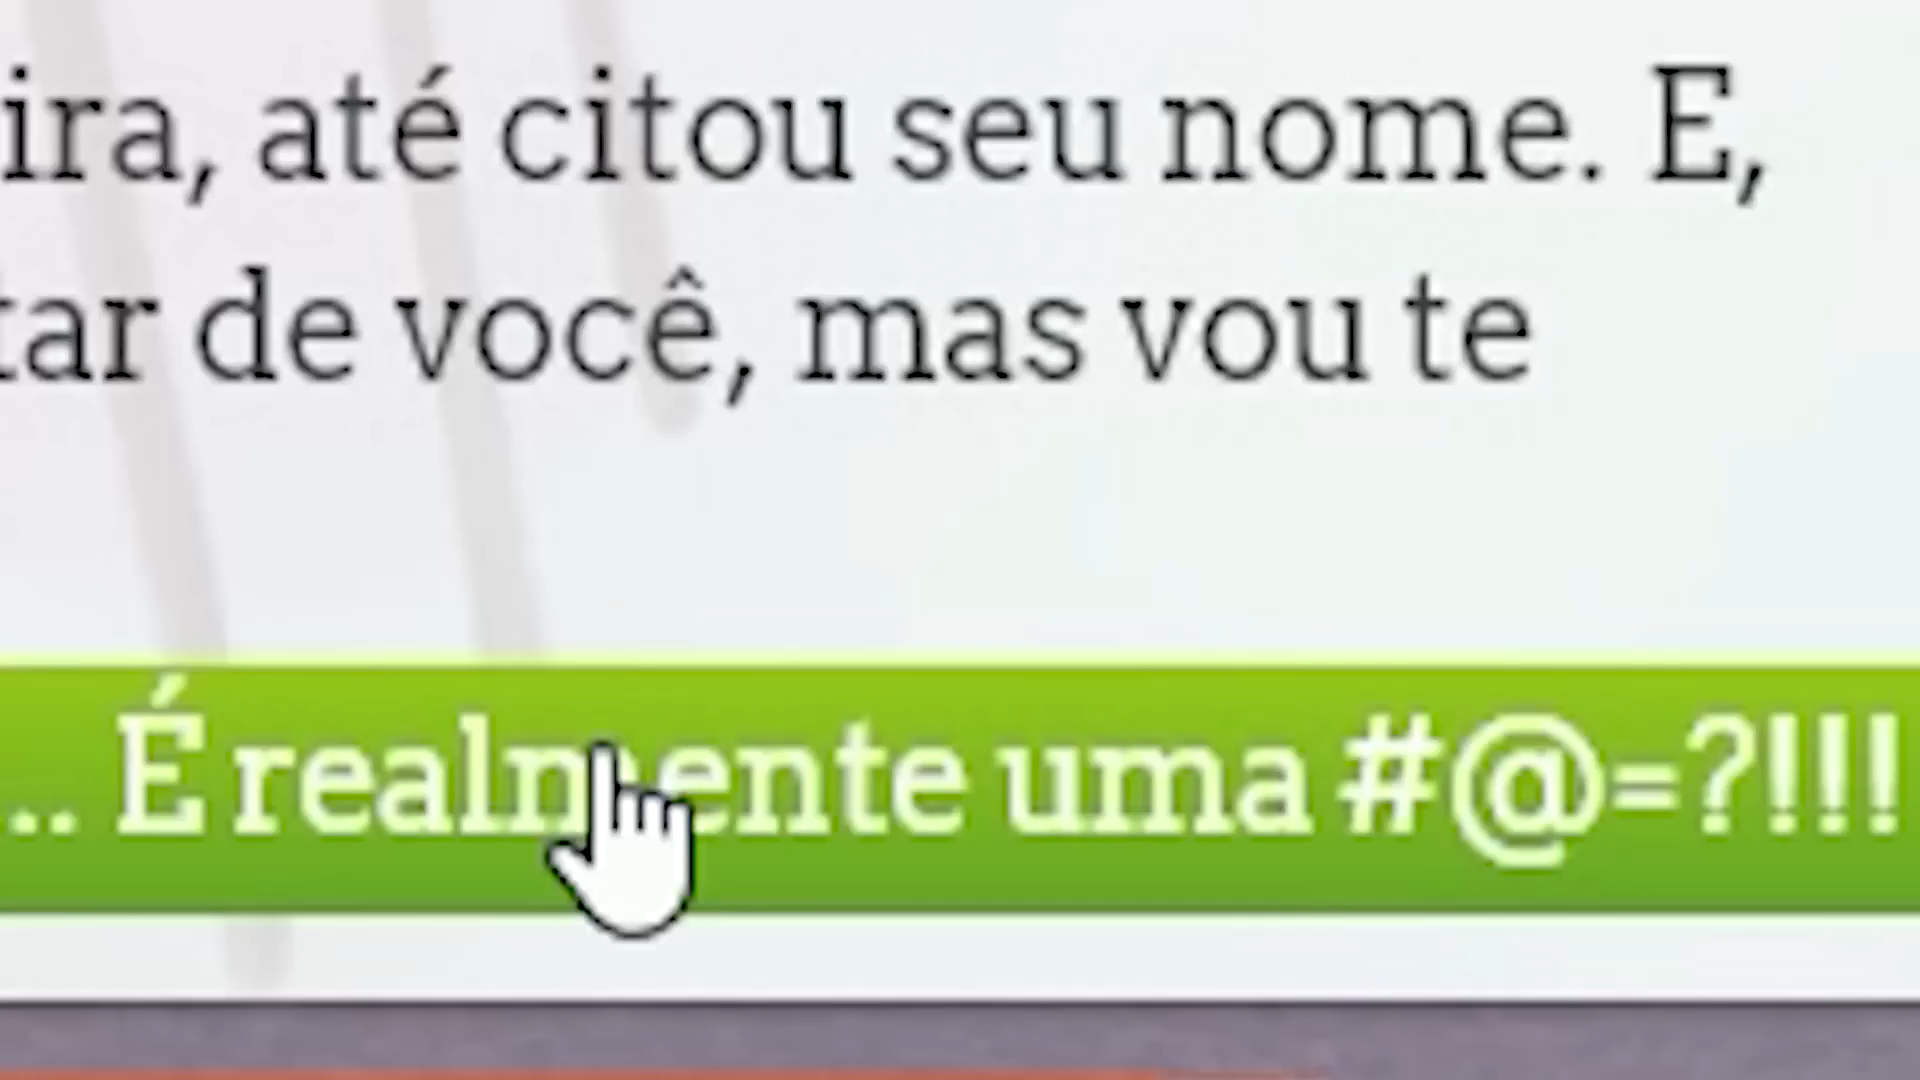 ira, até citou seu nome. E,
tar de você, mas vou te
... É realmente uma #@=?!!!